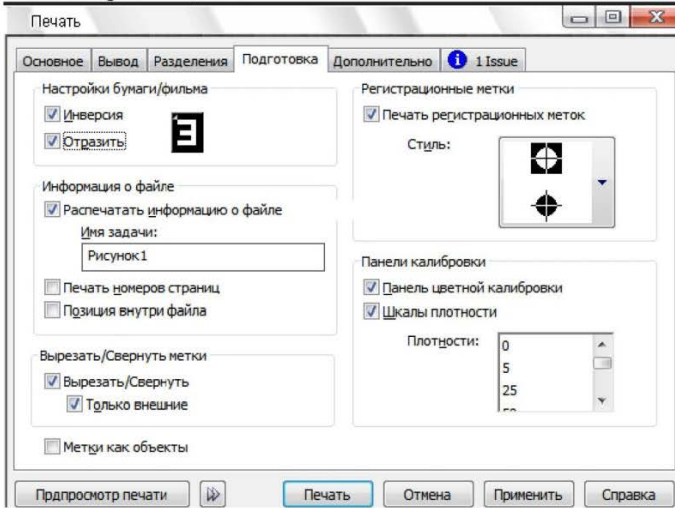 Печать
Основное Вывод Разделения Подготовка Дополнительно 1 Issue
Настройки бумаги/фильма
Инверсия
Отразить
Информация о файле
Распечатать информацию о файле
Имя задачи:
Рисунок1
Печать номеров страниц
Позиция внутри файла
Вырезать/Свернуть метки
Вырезать/Свернуть
Только внешние
Метки как объекты
Регистрационные метки
Печать регистрационных меток
Стиль:
Панели калибровки
Панель цветной калибровки
Шкалы плотности
Плотности:
0
5
25
Прдпросмотр печати Печать Отмена Применить Справка